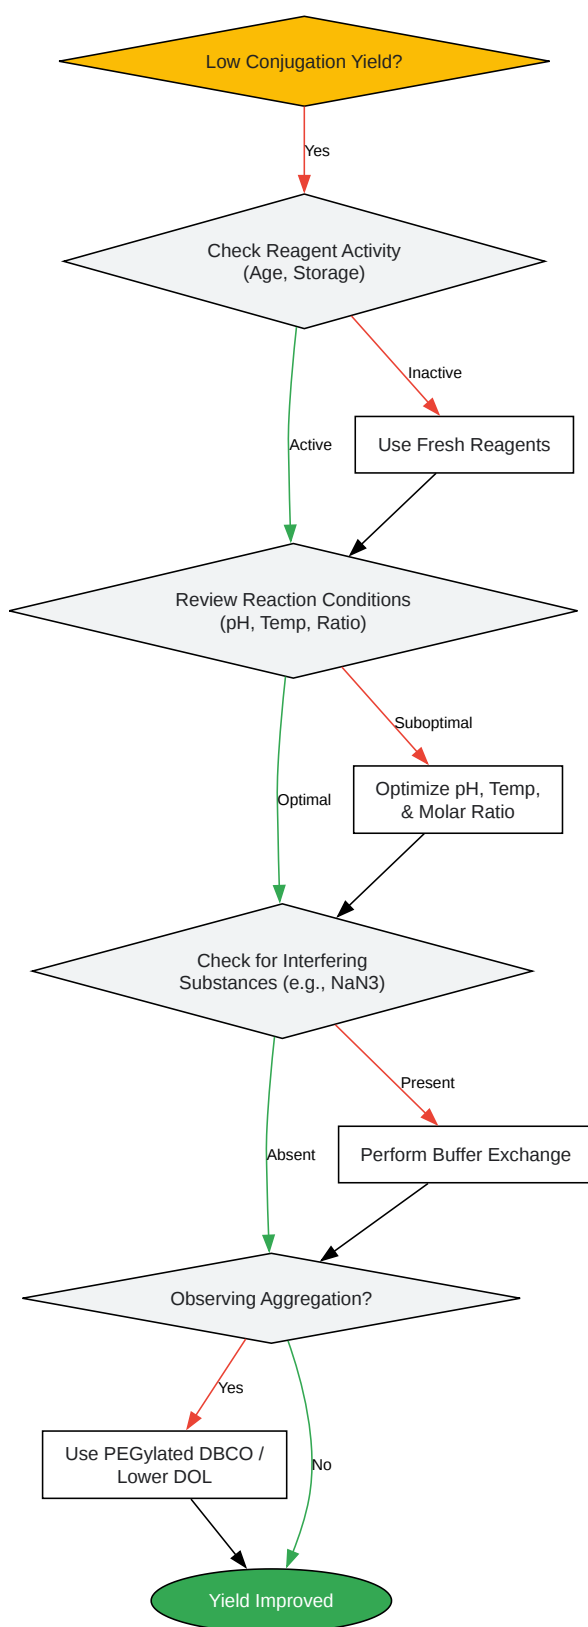 Low Conjugation Yield?
Yes
Check Reagent Activity
(Age, Storage)
Inactive
Active
Use Fresh Reagents
Review Reaction Conditions
(pH, Temp, Ratio)
Suboptimal
Optimal
Optimize pH, Temp,
& Molar Ratio
Check for Interfering
Substances (e.g., NaN3)
Present
Absent
Perform Buffer Exchange
Observing Aggregation?
Yes
No
Use PEGylated DBCO /
Lower DOL
Yield Improved